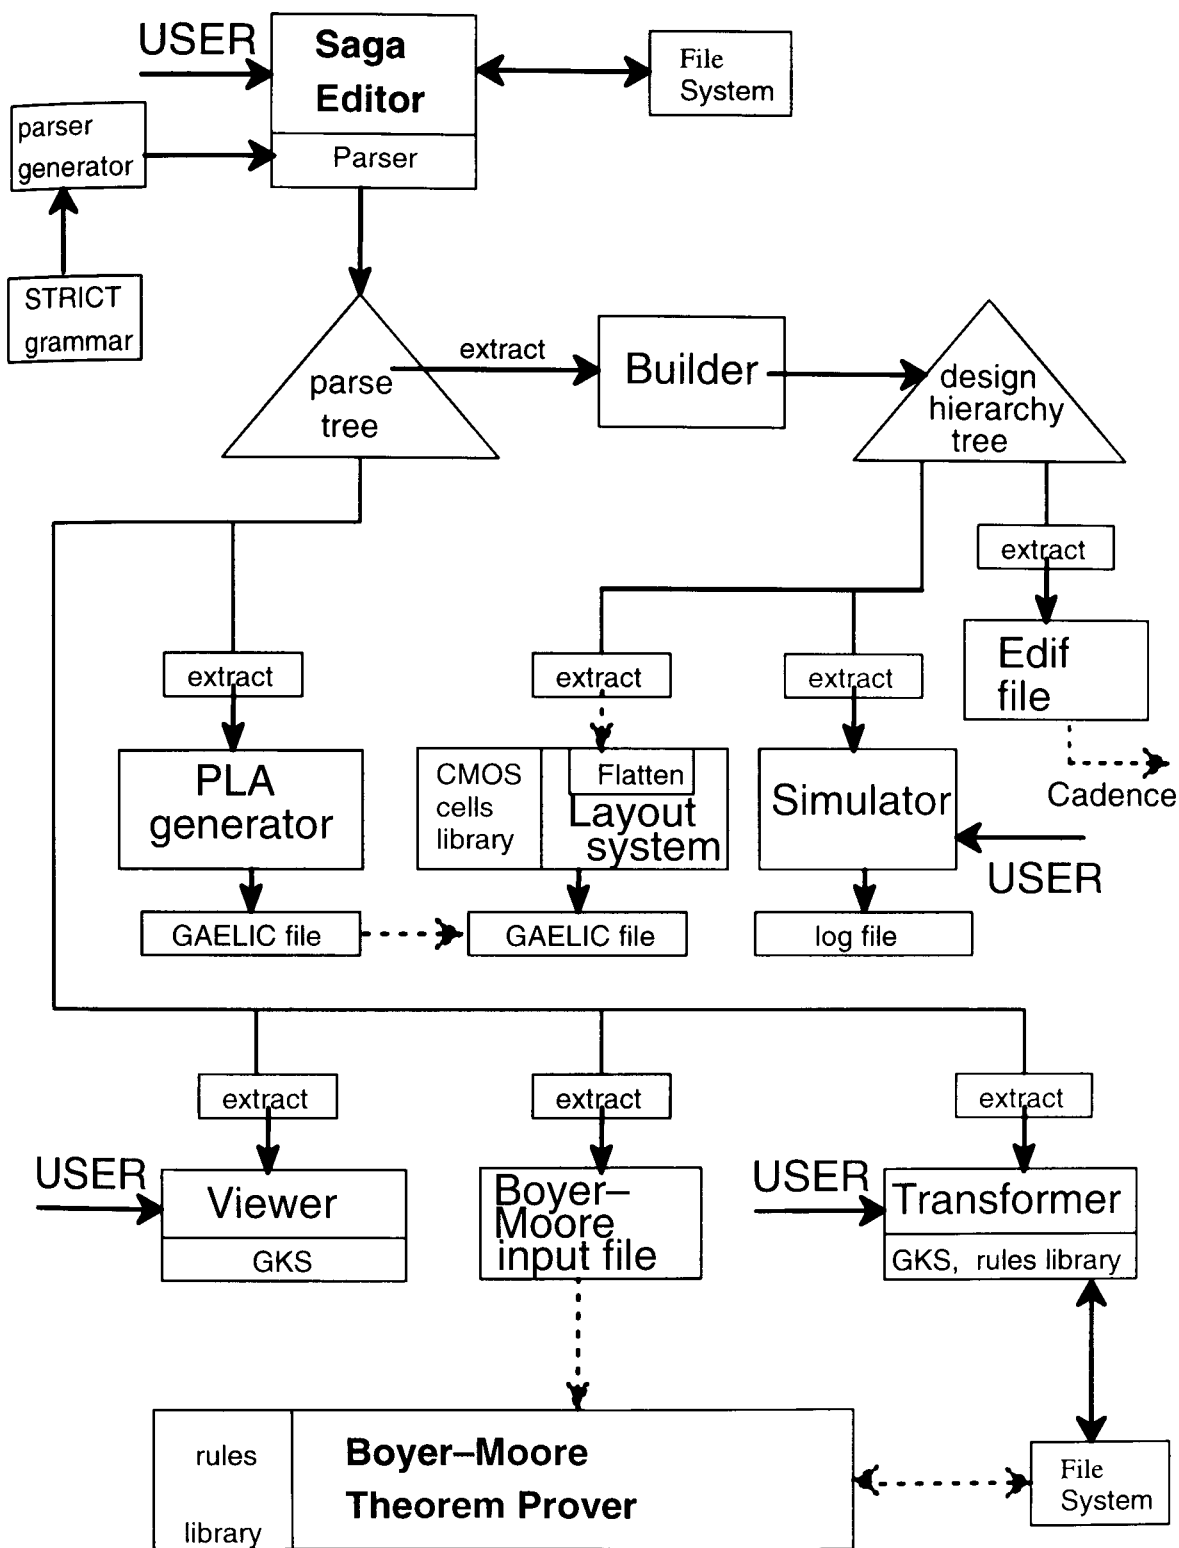 USER
Saga
Editor
File
System
parser
generator
Parser
STRICT
grammar
extract
Builder
parse
tree
design
hierarchy
tree
extract
extract
extract
extract
Edif
file
PLA
generator
CMOS
cells
library
Flatten
Layout
system
Simulator
Cadence
USER
GAELIC file
GAELIC file
log file
extract
extract
extract
USER
Viewer
GKS
Boyer–
Moore
input file
USER
Transformer
GKS, rules library
rules
library
Boyer–Moore
Theorem Prover
File
System